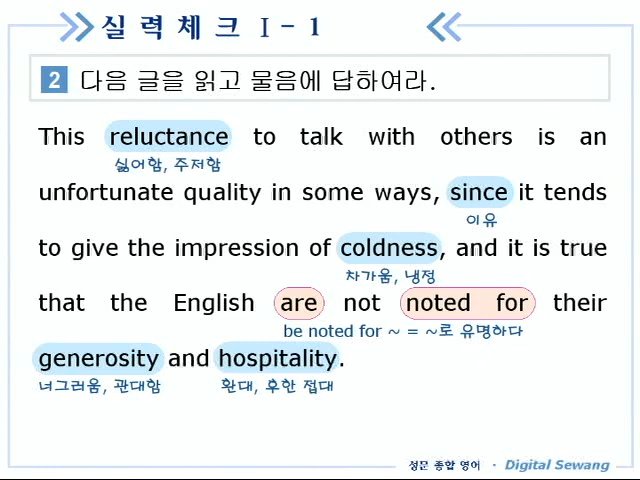 실 력 체 크 Ⅰ - 1
2 다음 글을 읽고 물음에 답하여라.
This reluctance to talk with others is an
싫어함, 주저함
unfortunate quality in some ways, since it tends
이유
to give the impression of coldness, and it is true
차가움, 냉정
that the English are not noted for their
be noted for ~ = ~로 유명하다
generosity and hospitality.
너그러움, 관대함 환대, 후한 접대
정문 종합 영어 · Digital Sewang